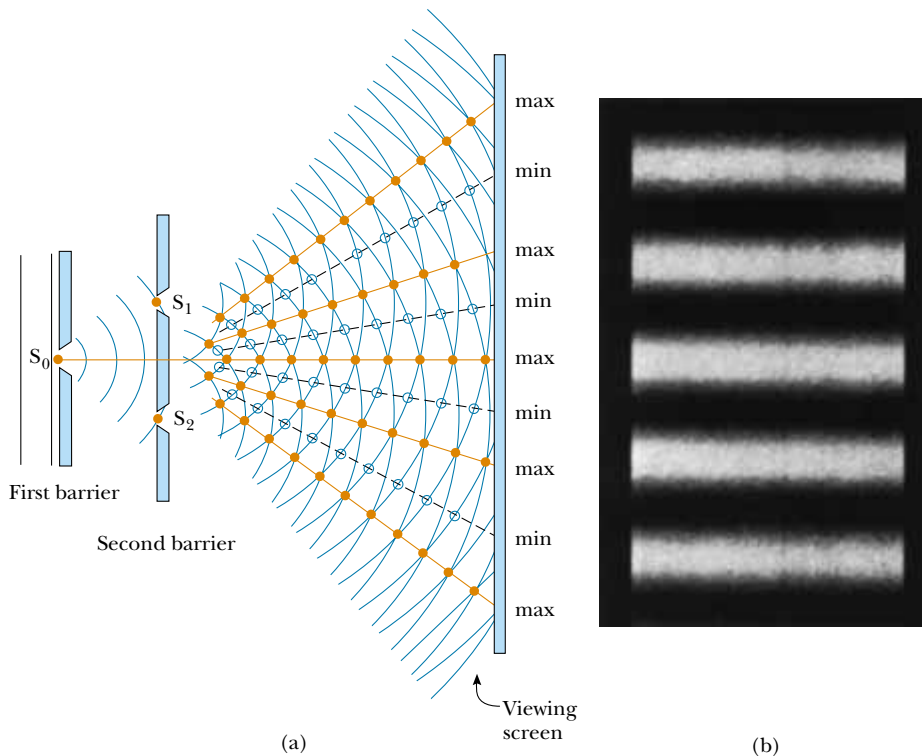 max
min
max
min
max
min
max
min
max
S1
S0
S2
First barrier
Second barrier
Viewing
screen
(a)
(b)